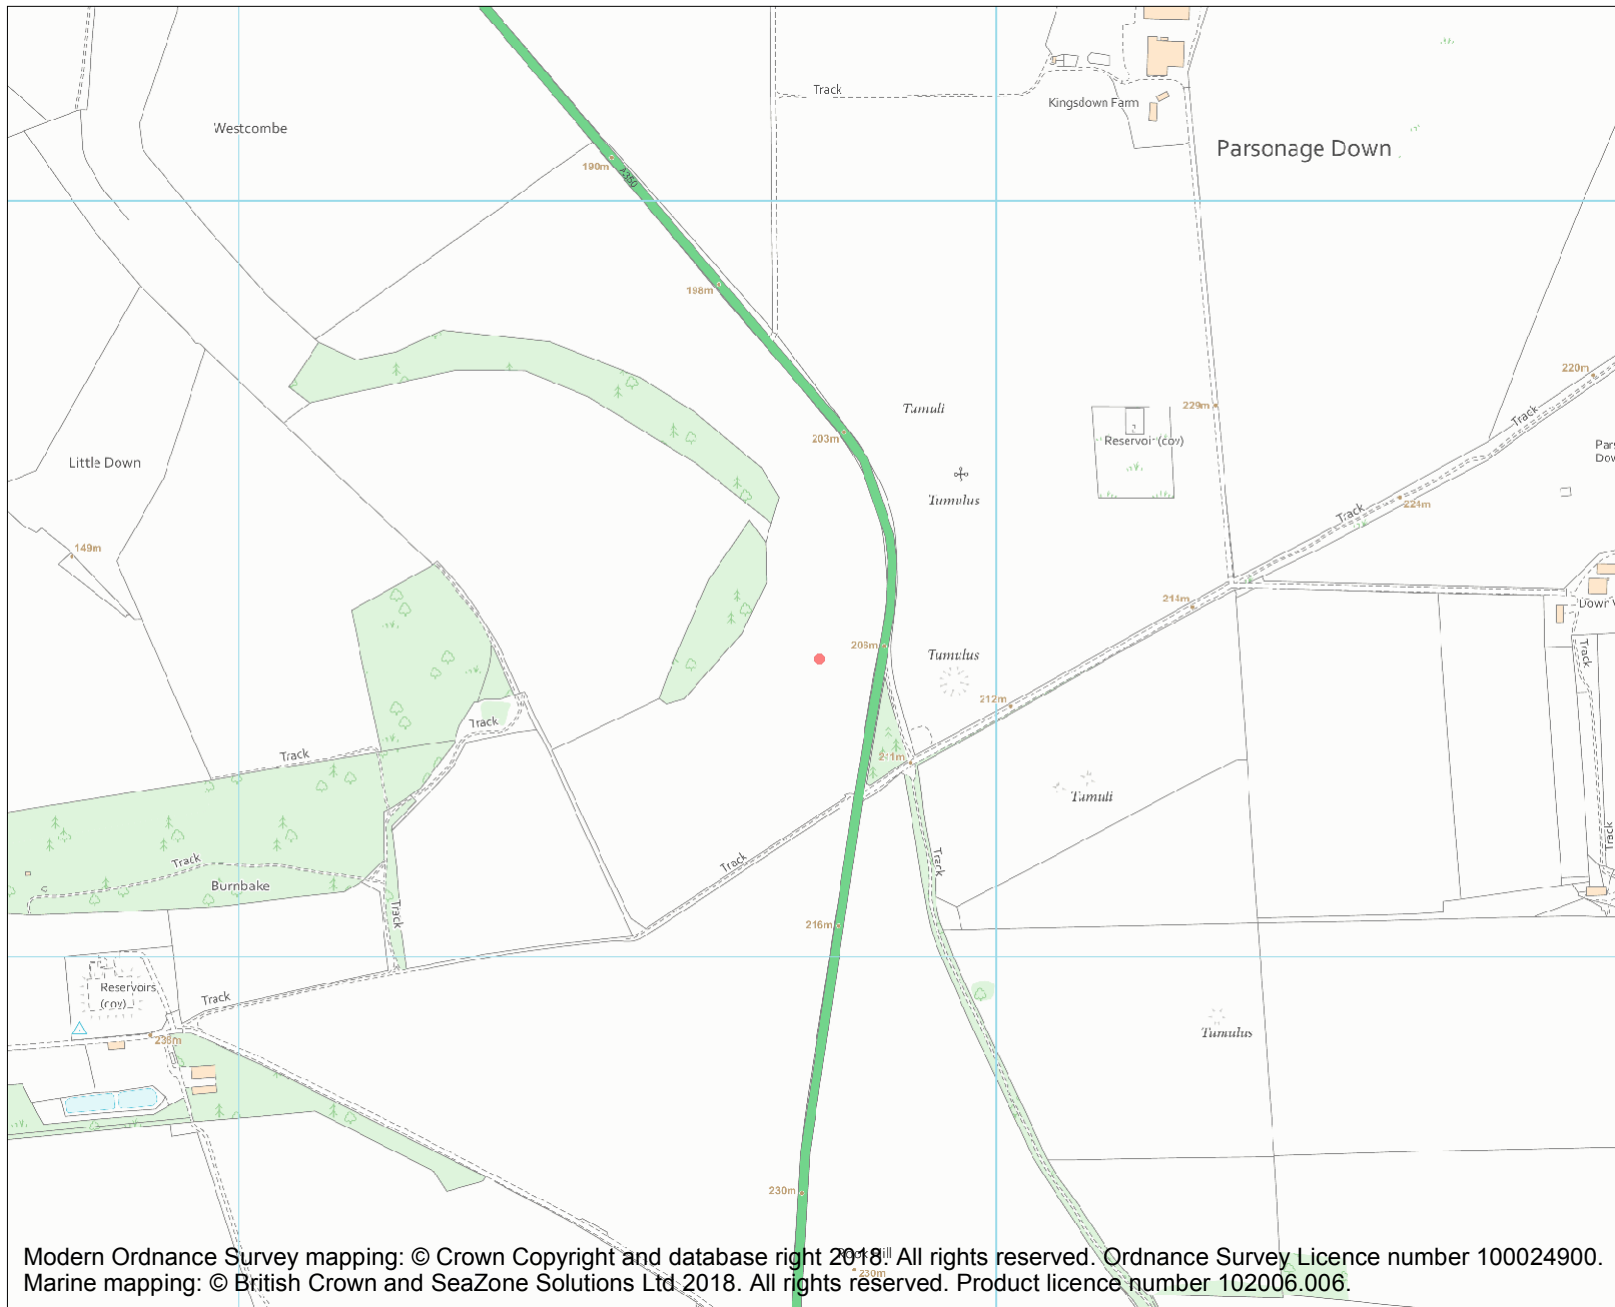 Track
Kingsdown Farm
Westcombe
Parsonage Down
190m
A350
198m
220m
Tumuli
229m
Track
203m
Reservoir (cov)
Little Down
Tumulus
224m
Track
149m
214m
208m
Tumulus
Track
212m
Track
Track
211m
Tumuli
Track
Track
Track
Track
Burnbake
Track
216m
Reservoirs
(cov)
Track
Tumulus
230m
Modern Ordnance Survey mapping: © Crown Copyright and database right 2018. All rights reserved. Ordnance Survey Licence number 100024900.
Marine mapping: © British Crown and SeaZone Solutions Ltd 2018. All rights reserved. Product licence number 102006.006.
230m